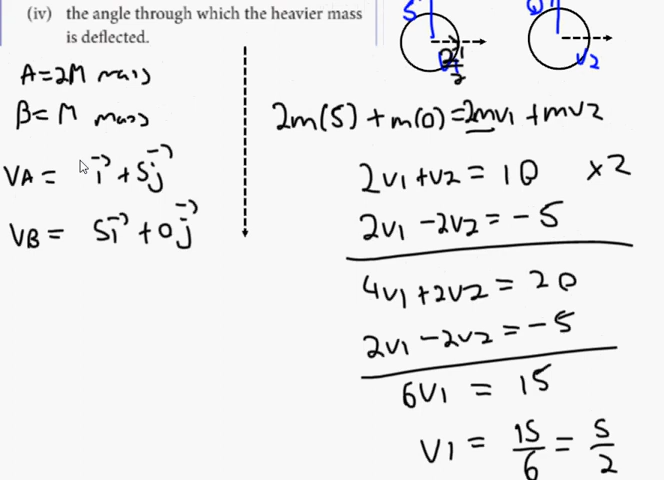 (iv) the angle through which the heavier mass
is deflected.
A=2M mass
B= M mass
VA = i + 5j
VB = 5i + 0j
5
5/2
V2
2m(5) + m(0) = 2mv1 + mv2
2v1 + v2 = 10 x2
2v1 - 2v2 = -5
4v1 + 2v2 = 20
2v1 - 2v2 = -5
6v1 = 15
V1 = 15/6 = 5/2